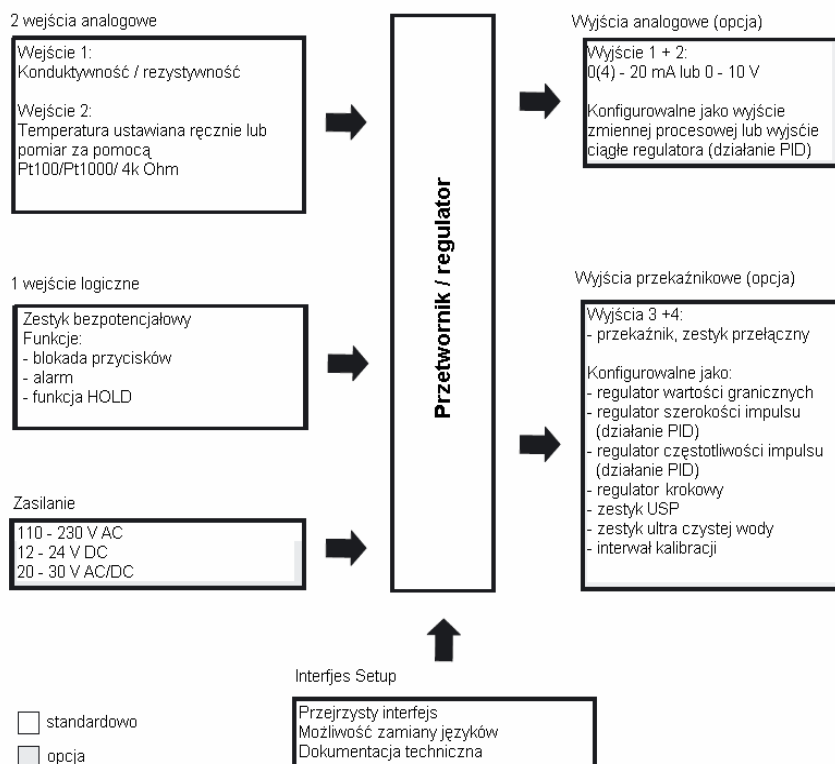 2 wejścia analogowe
Wejście 1:
Konduktywność / rezystywność
Wejście 2:
Temperatura ustawiana ręcznie lub
pomiar za pomocą
Pt100/Pt1000/ 4k Ohm
1 wejście logiczne
Zestyk bezpotencjałowy
Funkcje:
- blokada przycisków
- alarm
- funkcja HOLD
Zasilanie
110 - 230 V AC
12 - 24 V DC
20 - 30 V AC/DC
Przetwornik / regulator
Wyjścia analogowe (opcja)
Wyjście 1 + 2:
0(4) - 20 mA lub 0 - 10 V
Konfigurowalne jako wyjście
zmiennej procesowej lub wyjsćie
ciągłe regulatora (działanie PID)
Wyjścia przekaźnikowe (opcja)
Wyjścia 3 +4:
- przekaźnik, zestyk przełączny
Konfigurowalne jako:
- regulator wartości granicznych
- regulator szerokości impulsu
(działanie PID)
- regulator częstotliwości impulsu
(działanie PID)
- regulator krokowy
- zestyk USP
- zestyk ultra czystej wody
- interwał kalibracji
Interfjes Setup
Przejrzysty interfejs
Możliwość zamiany języków
Dokumentacja techniczna
standardowo
opcja